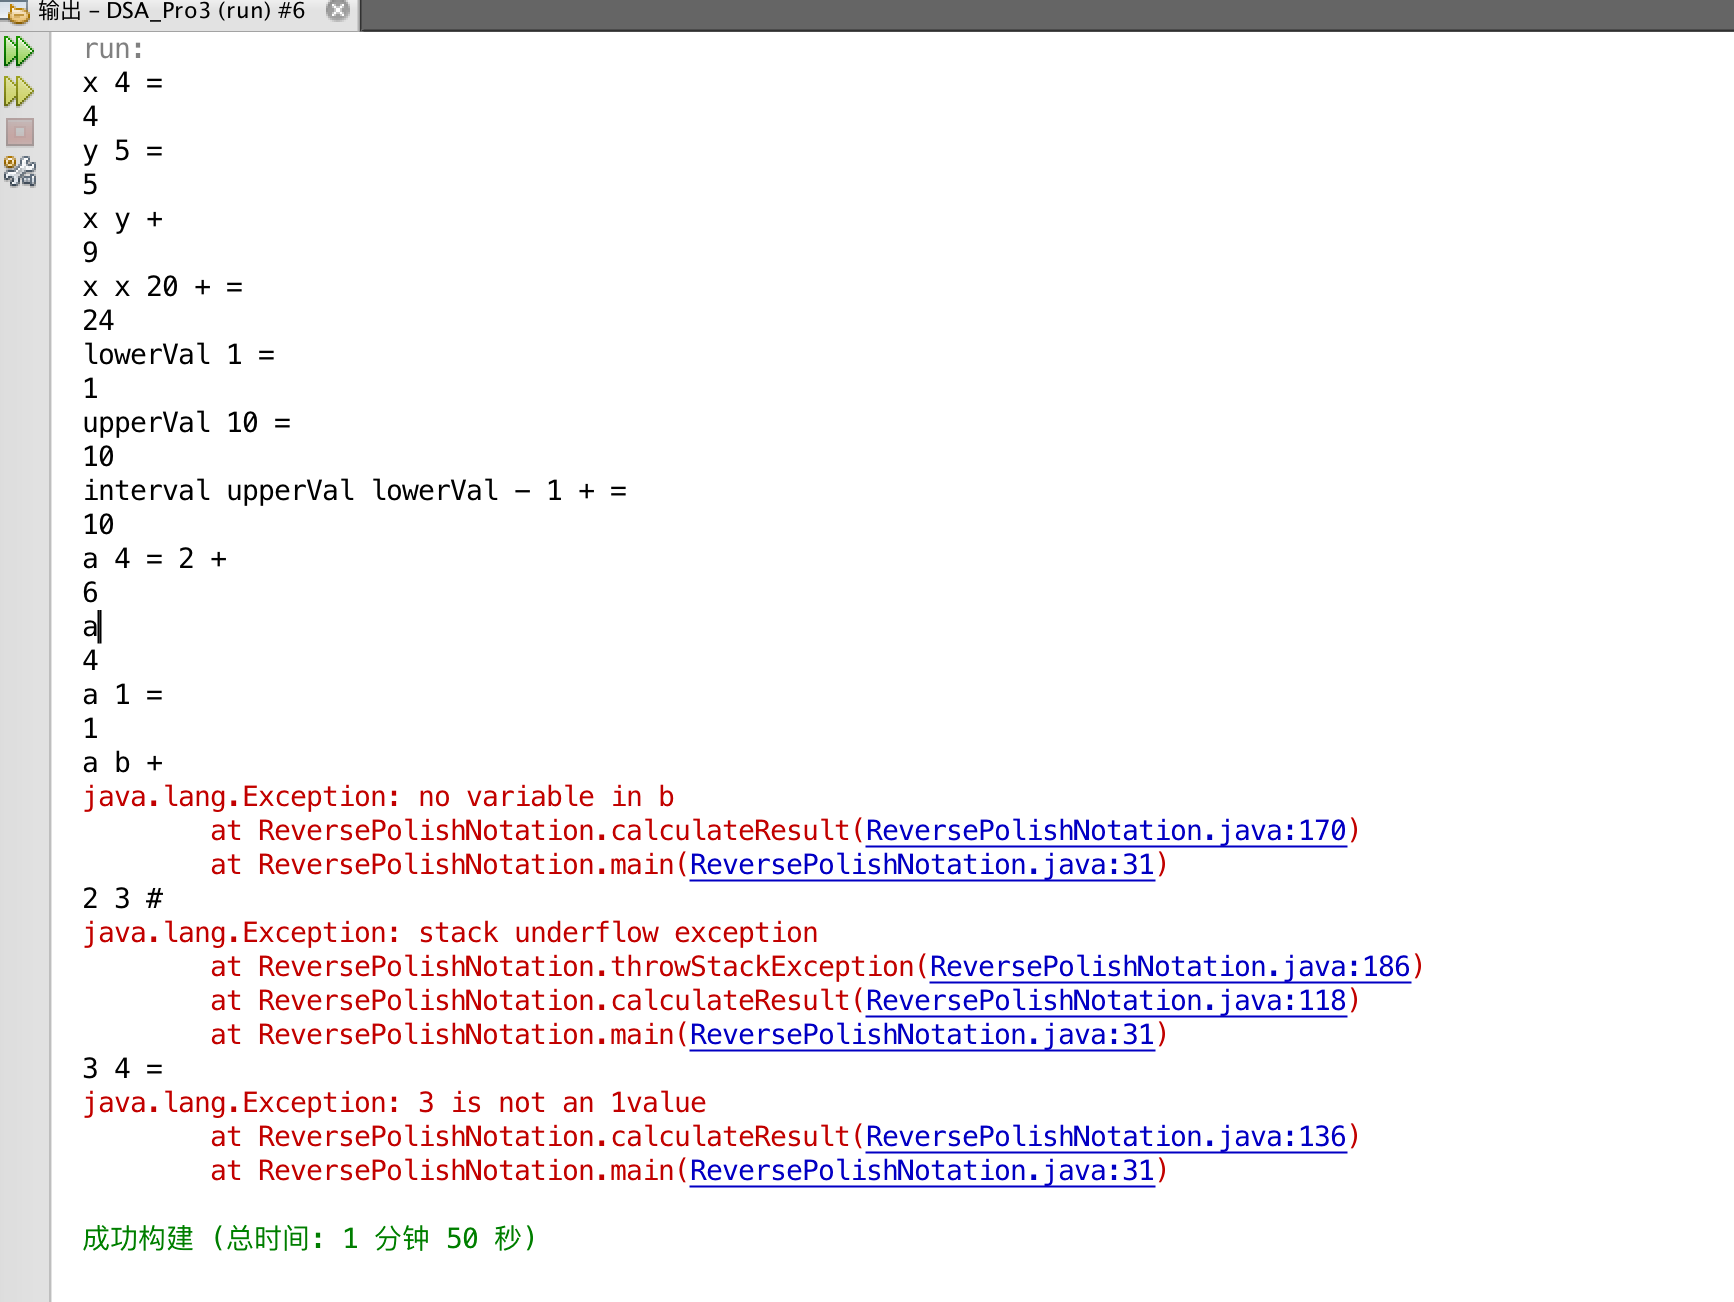 输出 – DSA_Pro3 (run) #6
run:
x 4 =
4
y 5 =
5
x y +
9
x x 20 + =
24
lowerVal 1 =
1
upperVal 10 =
10
interval upperVal lowerVal – 1 + =
10
a 4 = 2 +
6
a
4
a 1 =
1
a b +
java.lang.Exception: no variable in b
at ReversePolishNotation.calculateResult(ReversePolishNotation.java:170)
at ReversePolishNotation.main(ReversePolishNotation.java:31)
2 3 #
java.lang.Exception: stack underflow exception
at ReversePolishNotation.throwStackException(ReversePolishNotation.java:186)
at ReversePolishNotation.calculateResult(ReversePolishNotation.java:118)
at ReversePolishNotation.main(ReversePolishNotation.java:31)
3 4 =
java.lang.Exception: 3 is not an 1value
at ReversePolishNotation.calculateResult(ReversePolishNotation.java:136)
at ReversePolishNotation.main(ReversePolishNotation.java:31)
成功构建 (总时间: 1 分钟 50 秒)